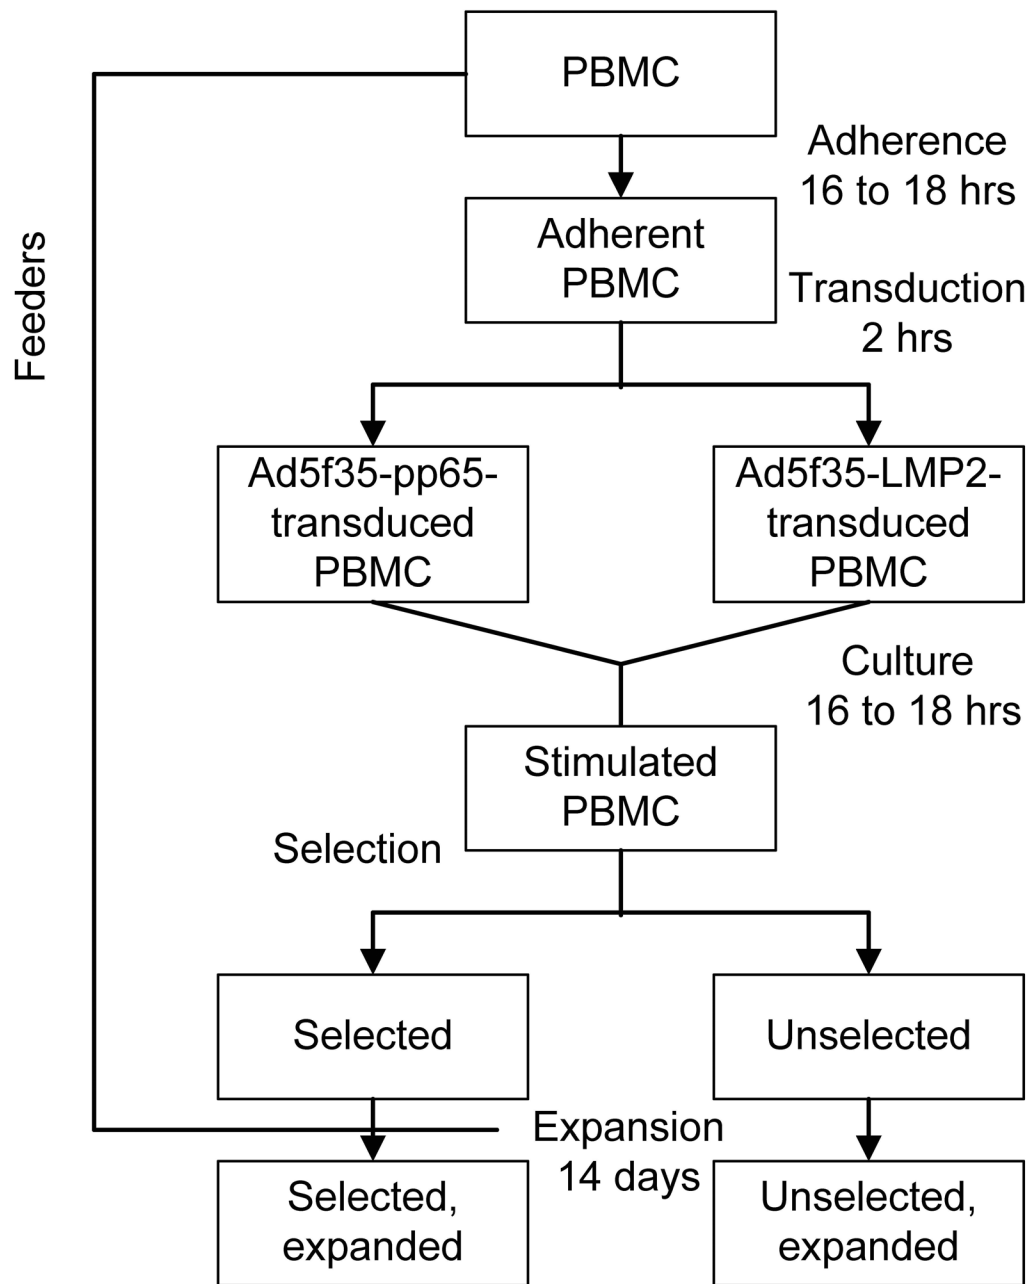 PBMC
Adherence
16 to 18 hrs
Adherent
PBMC
Transduction
2 hrs
Feeders
Ad5f35-pp65-
transduced
PBMC
Ad5f35-LMP2-
transduced
PBMC
Culture
16 to 18 hrs
Stimulated
PBMC
Selection
Selected
Unselected
Expansion
14 days
Selected,
expanded
Unselected,
expanded